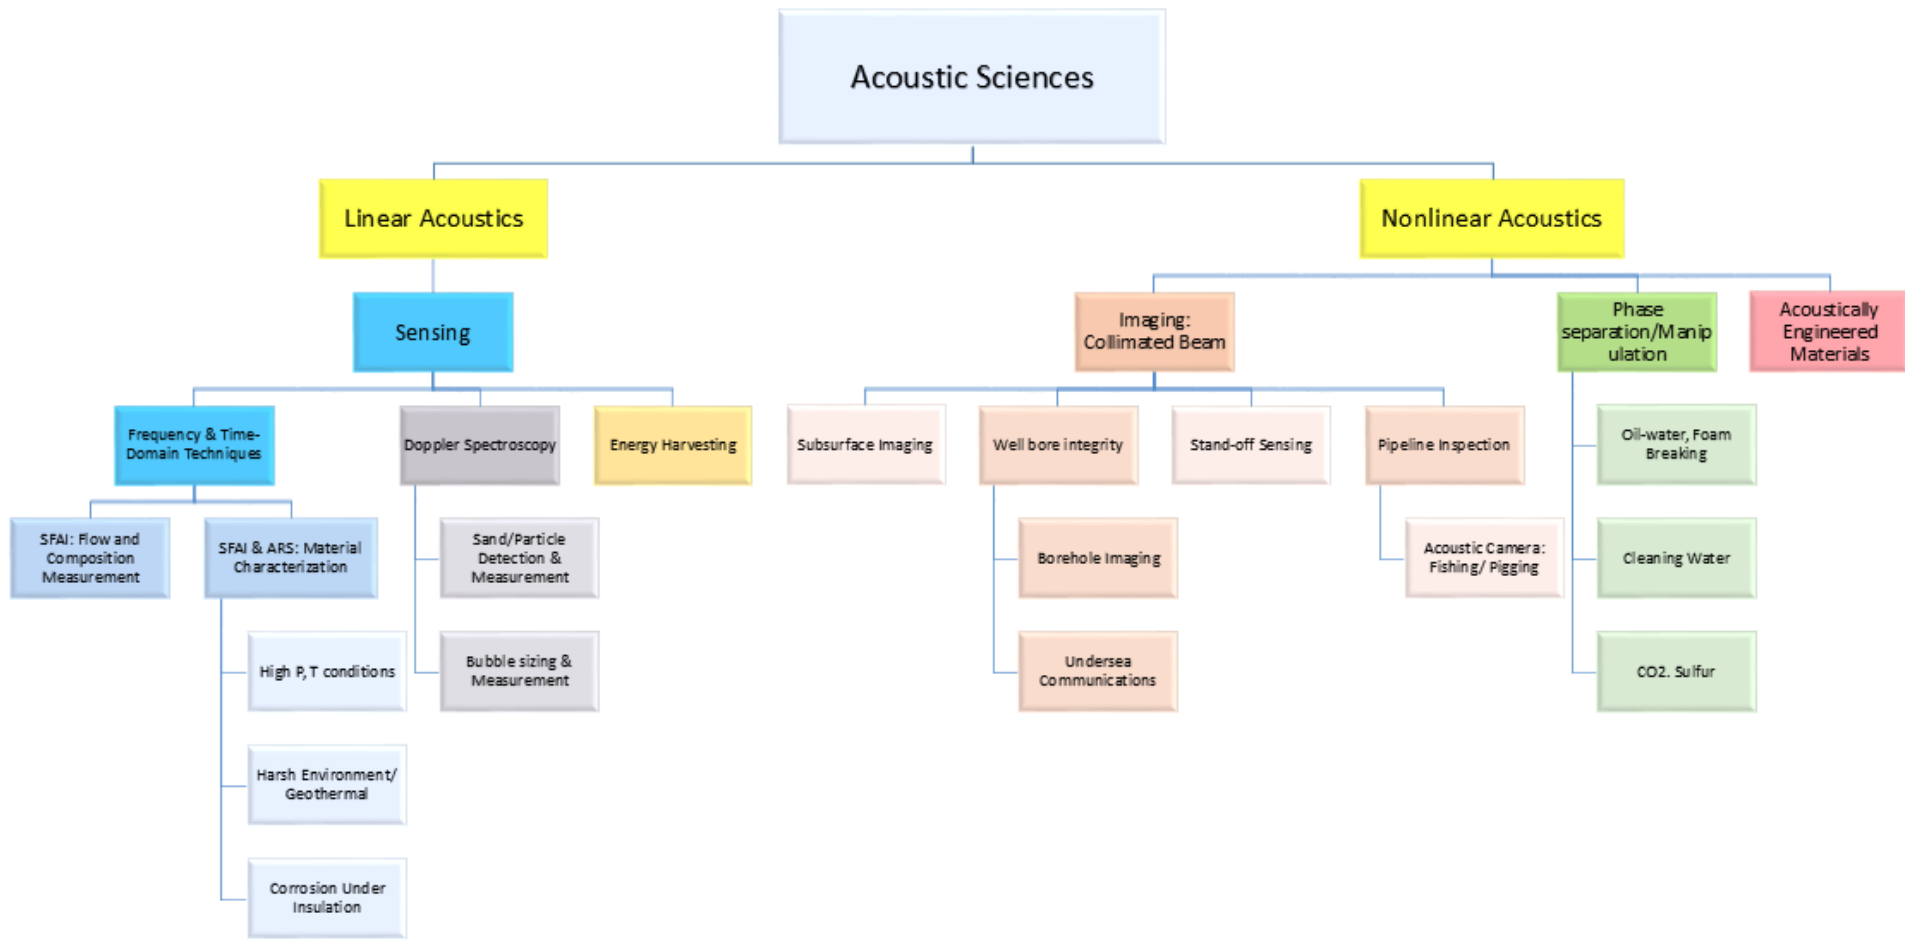 Acoustic Sciences
Linear Acoustics
Nonlinear Acoustics
Sensing
Imaging:
Collimated Beam
Phase
separation/Manip
ulation
Acoustically
Engineered
Materials
Frequency & Time-
Domain Techniques
Doppler Spectroscopy
Energy Harvesting
Subsurface Imaging
Well bore integrity
Stand-off Sensing
Pipeline Inspection
Oil-water, Foam
Breaking
SFAI: Flow and
Composition
Measurement
SFAI & ARS: Material
Characterization
Sand/Particle
Detection &
Measurement
Borehole Imaging
Acoustic Camera:
Fishing/ Pigging
Cleaning Water
High P, T conditions
Bubble sizing &
Measurement
Undersea
Communications
CO2. Sulfur
Harsh Environment/
Geothermal
Corrosion Under
Insulation